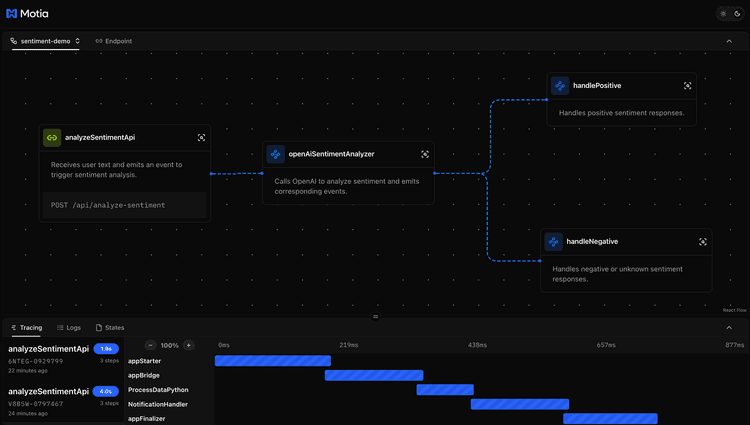 Motia
sentiment-demo
Endpoint
handlePositive
Handles positive sentiment responses.
analyzeSentimentApi
Receives user text and emits an event to
trigger sentiment analysis.
POST /api/analyze-sentiment
openAiSentimentAnalyzer
Calls OpenAI to analyze sentiment and emits
corresponding events.
handleNegative
Handles negative or unknown sentiment
responses.
React Flow
Tracing
Logs
States
analyzeSentimentApi 1.9s
6NTEG-0929799 3 steps
22 minutes ago
analyzeSentimentApi 4.0s
V8B5W-0797467 3 steps
24 minutes ago
100%
0ms 219ms 438ms 657ms 877ms
appStarter
appBridge
ProcessDataPython
NotificationHandler
appFinalizer